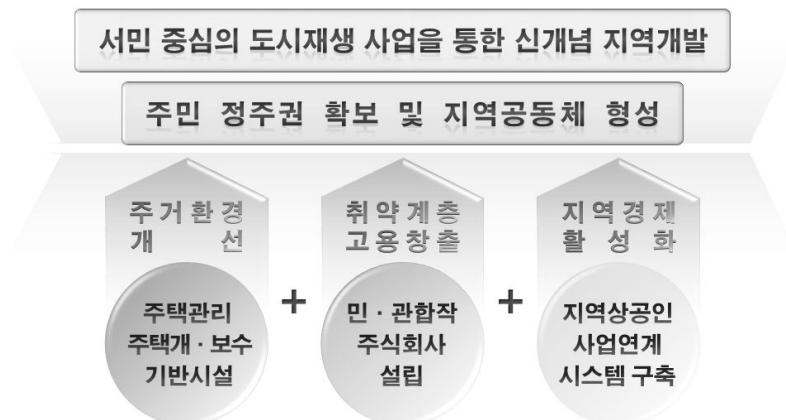 서민 중심의 도시재생 사업을 통한 신개념 지역개발
주민 정주권 확보 및 지역공동체 형성
주거환경
개 선
주택관리
주택개 · 보수
기반시설
+
취약계층
고용창출
민 · 관합작
주식회사
설립
+
지역경제
활 성 화
지역상공인
사업연계
시스템 구축